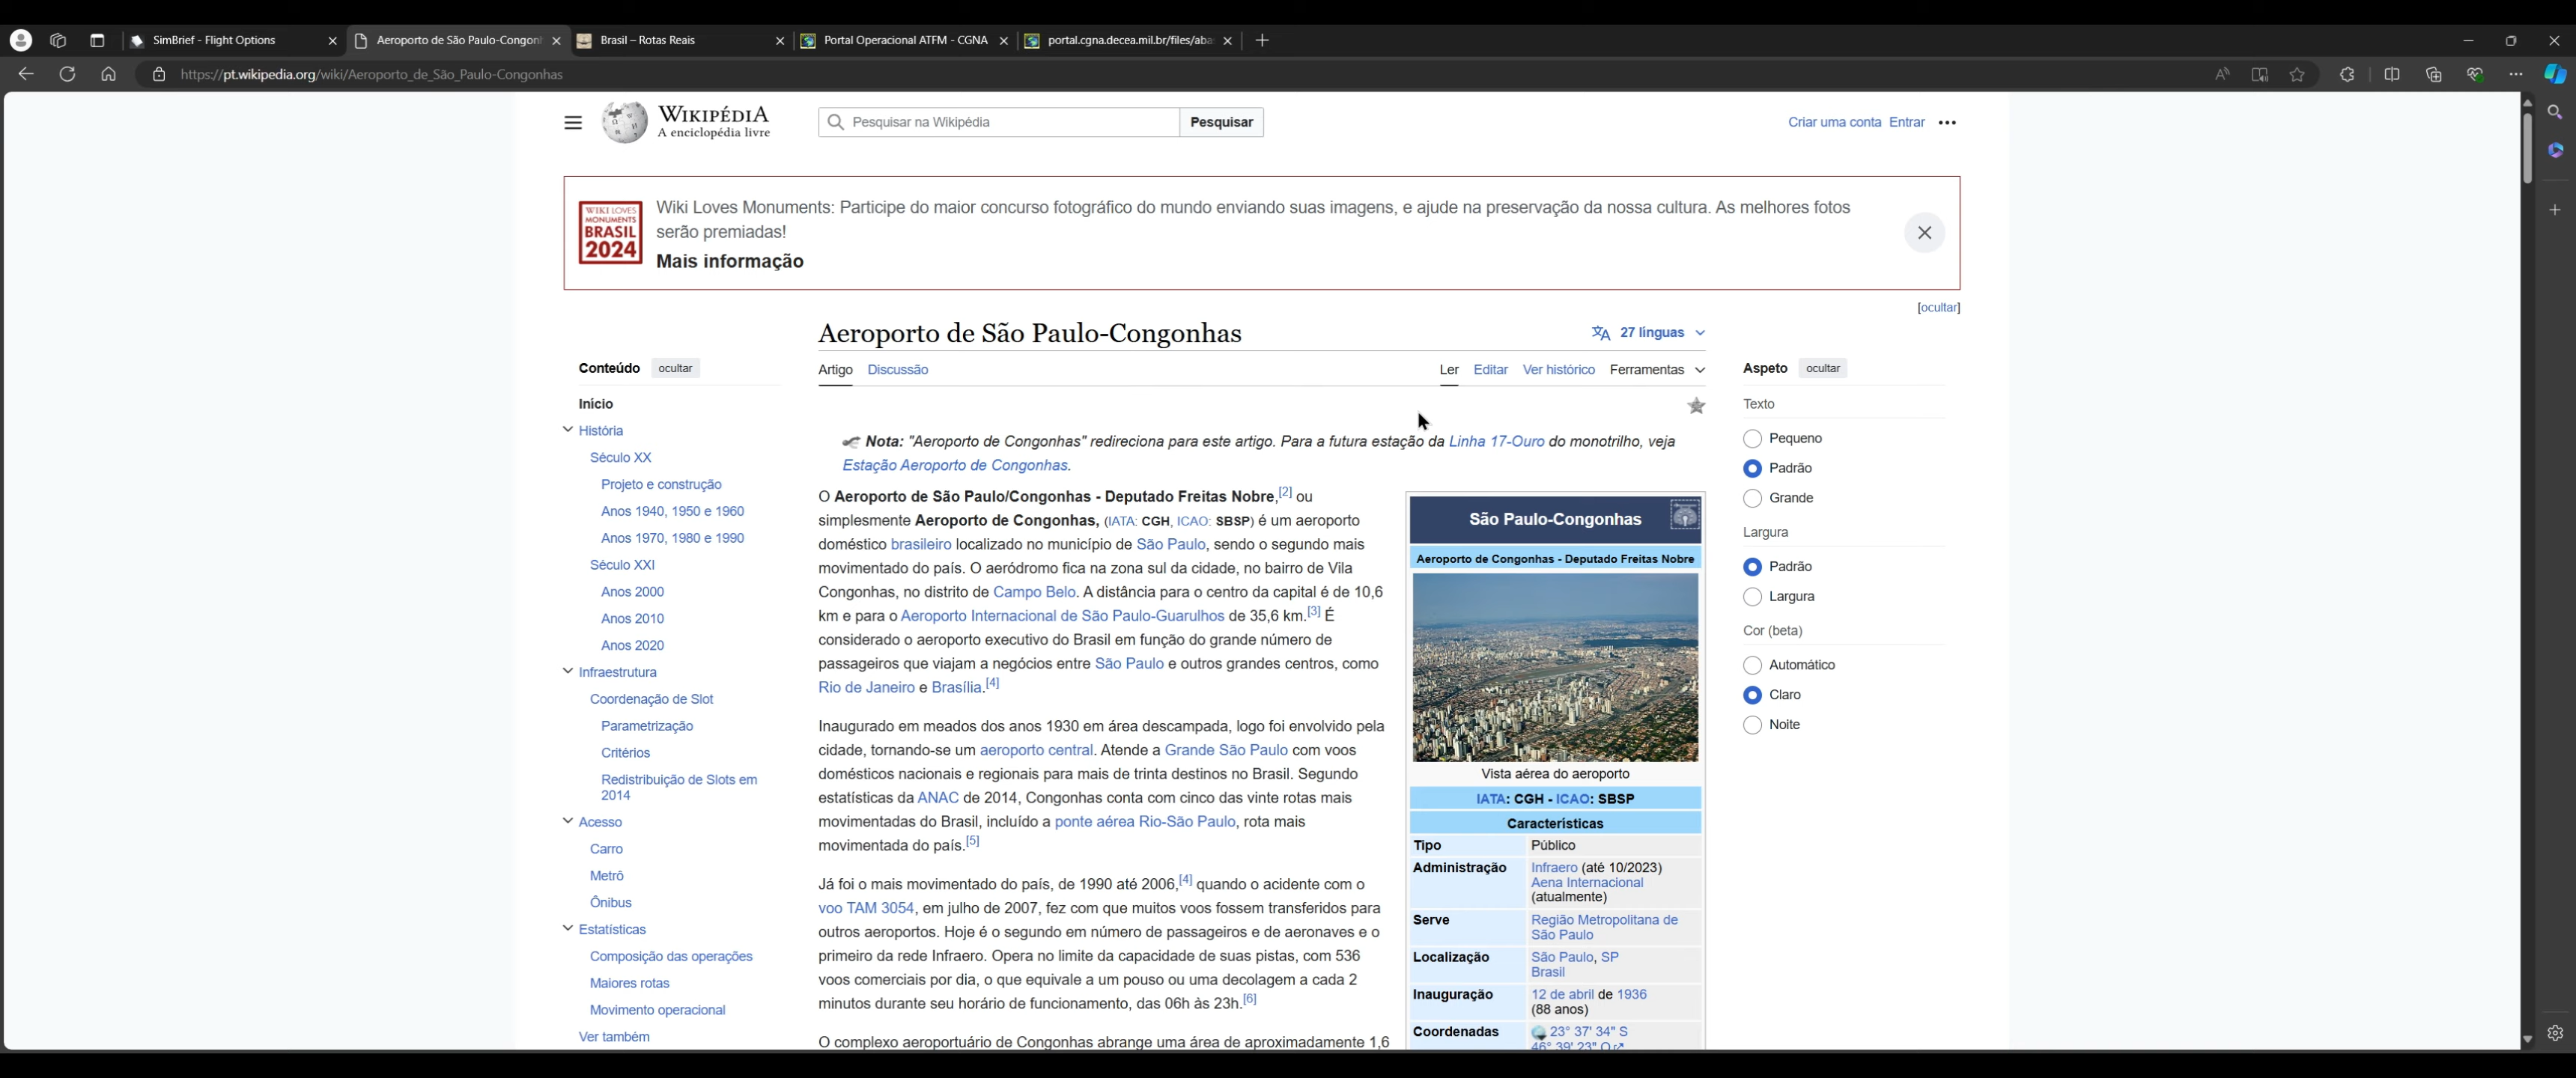 SimBrief - Flight Options
Aeroporto de São Paulo-Congonh
Brasil – Rotas Reais
Portal Operacional ATFM - CGNA
portal.cgna.decea.mil.br/files/aba
https://pt.wikipedia.org/wiki/Aeroporto_de_São_Paulo-Congonhas
WIKIPÉDIA
A enciclopédia livre
Pesquisar na Wikipédia
Pesquisar
Criar uma conta Entrar
WIKI LOVES
MONUMENTS
BRASIL
2024
Wiki Loves Monuments: Participe do maior concurso fotográfico do mundo enviando suas imagens, e ajude na preservação da nossa cultura. As melhores fotos
serão premiadas!
Mais informação
[ocultar]
Aeroporto de São Paulo-Congonhas
27 línguas
Artigo Discussão
Ler Editar Ver histórico Ferramentas
Conteúdo ocultar
Início
História
Século XX
Projeto e construção
Anos 1940, 1950 e 1960
Anos 1970, 1980 e 1990
Século XXI
Anos 2000
Anos 2010
Anos 2020
Infraestrutura
Coordenação de Slot
Parametrização
Critérios
Redistribuição de Slots em
2014
Acesso
Carro
Metrô
Ônibus
Estatísticas
Composição das operações
Maiores rotas
Movimento operacional
Ver também
Nota: "Aeroporto de Congonhas" redireciona para este artigo. Para a futura estação da Linha 17-Ouro do monotrilho, veja
Estação Aeroporto de Congonhas.
O Aeroporto de São Paulo/Congonhas - Deputado Freitas Nobre,[2] ou
simplesmente Aeroporto de Congonhas, (IATA: CGH, ICAO: SBSP) é um aeroporto
doméstico brasileiro localizado no município de São Paulo, sendo o segundo mais
movimentado do país. O aeródromo fica na zona sul da cidade, no bairro de Vila
Congonhas, no distrito de Campo Belo. A distância para o centro da capital é de 10,6
km e para o Aeroporto Internacional de São Paulo-Guarulhos de 35,6 km.[3] É
considerado o aeroporto executivo do Brasil em função do grande número de
passageiros que viajam a negócios entre São Paulo e outros grandes centros, como
Rio de Janeiro e Brasília.[4]
Inaugurado em meados dos anos 1930 em área descampada, logo foi envolvido pela
cidade, tornando-se um aeroporto central. Atende a Grande São Paulo com voos
domésticos nacionais e regionais para mais de trinta destinos no Brasil. Segundo
estatísticas da ANAC de 2014, Congonhas conta com cinco das vinte rotas mais
movimentadas do Brasil, incluído a ponte aérea Rio-São Paulo, rota mais
movimentada do país.[5]
Já foi o mais movimentado do país, de 1990 até 2006,[4] quando o acidente com o
voo TAM 3054, em julho de 2007, fez com que muitos voos fossem transferidos para
outros aeroportos. Hoje é o segundo em número de passageiros e de aeronaves e o
primeiro da rede Infraero. Opera no limite da capacidade de suas pistas, com 536
voos comerciais por dia, o que equivale a um pouso ou uma decolagem a cada 2
minutos durante seu horário de funcionamento, das 06h às 23h.[6]
O complexo aeroportuário de Congonhas abrange uma área de aproximadamente 1,6
São Paulo-Congonhas
Aeroporto de Congonhas - Deputado Freitas Nobre
Vista aérea do aeroporto
IATA: CGH - ICAO: SBSP
Características
Tipo Público
Administração Infraero (até 10/2023)
Aena Internacional
(atualmente)
Serve Região Metropolitana de
São Paulo
Localização São Paulo, SP
Brasil
Inauguração 12 de abril de 1936
(88 anos)
Coordenadas 23° 37' 34" S
46° 39' 23" O
Aspeto ocultar
Texto
Pequeno
Padrão
Grande
Largura
Padrão
Largura
Cor (beta)
Automático
Claro
Noite